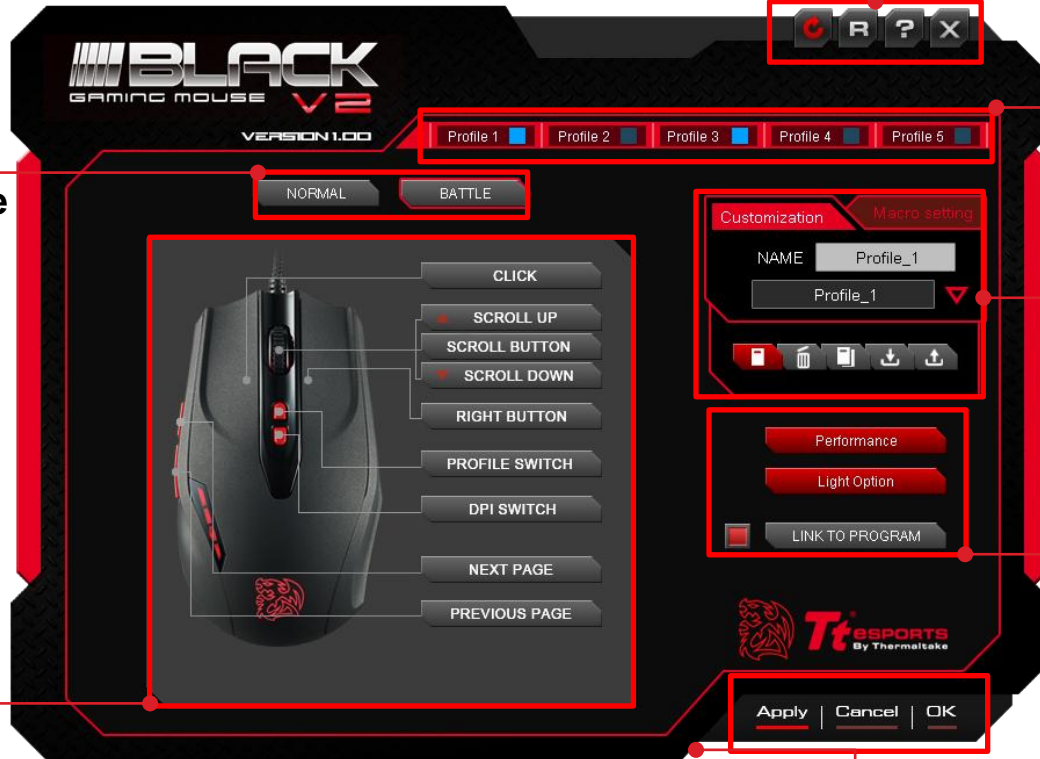 R ? X
BLACK
GAMING MOUSE V2
VERSION 1.00
Profile 1 Profile 2 Profile 3 Profile 4 Profile 5
NORMAL BATTLE
e
Customization Macro setting
NAME Profile_1
Profile_1
CLICK
SCROLL UP
SCROLL BUTTON
SCROLL DOWN
RIGHT BUTTON
PROFILE SWITCH
DPI SWITCH
NEXT PAGE
PREVIOUS PAGE
Performance
Light Option
LINK TO PROGRAM
Tt eSPORTS
By Thermaltake
Apply | Cancel | OK